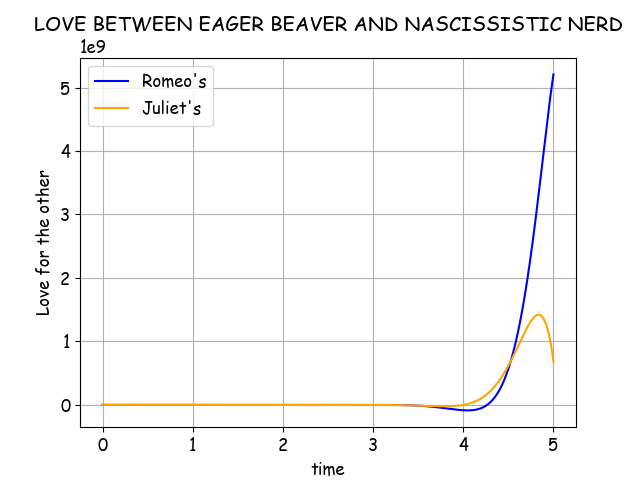 LOVE BETWEEN EAGER BEAVER AND NASCISSISTIC NERD
1e9
Romeo's
Juliet's
5
4
3
2
1
0
Love for the other
0 1 2 3 4 5
time